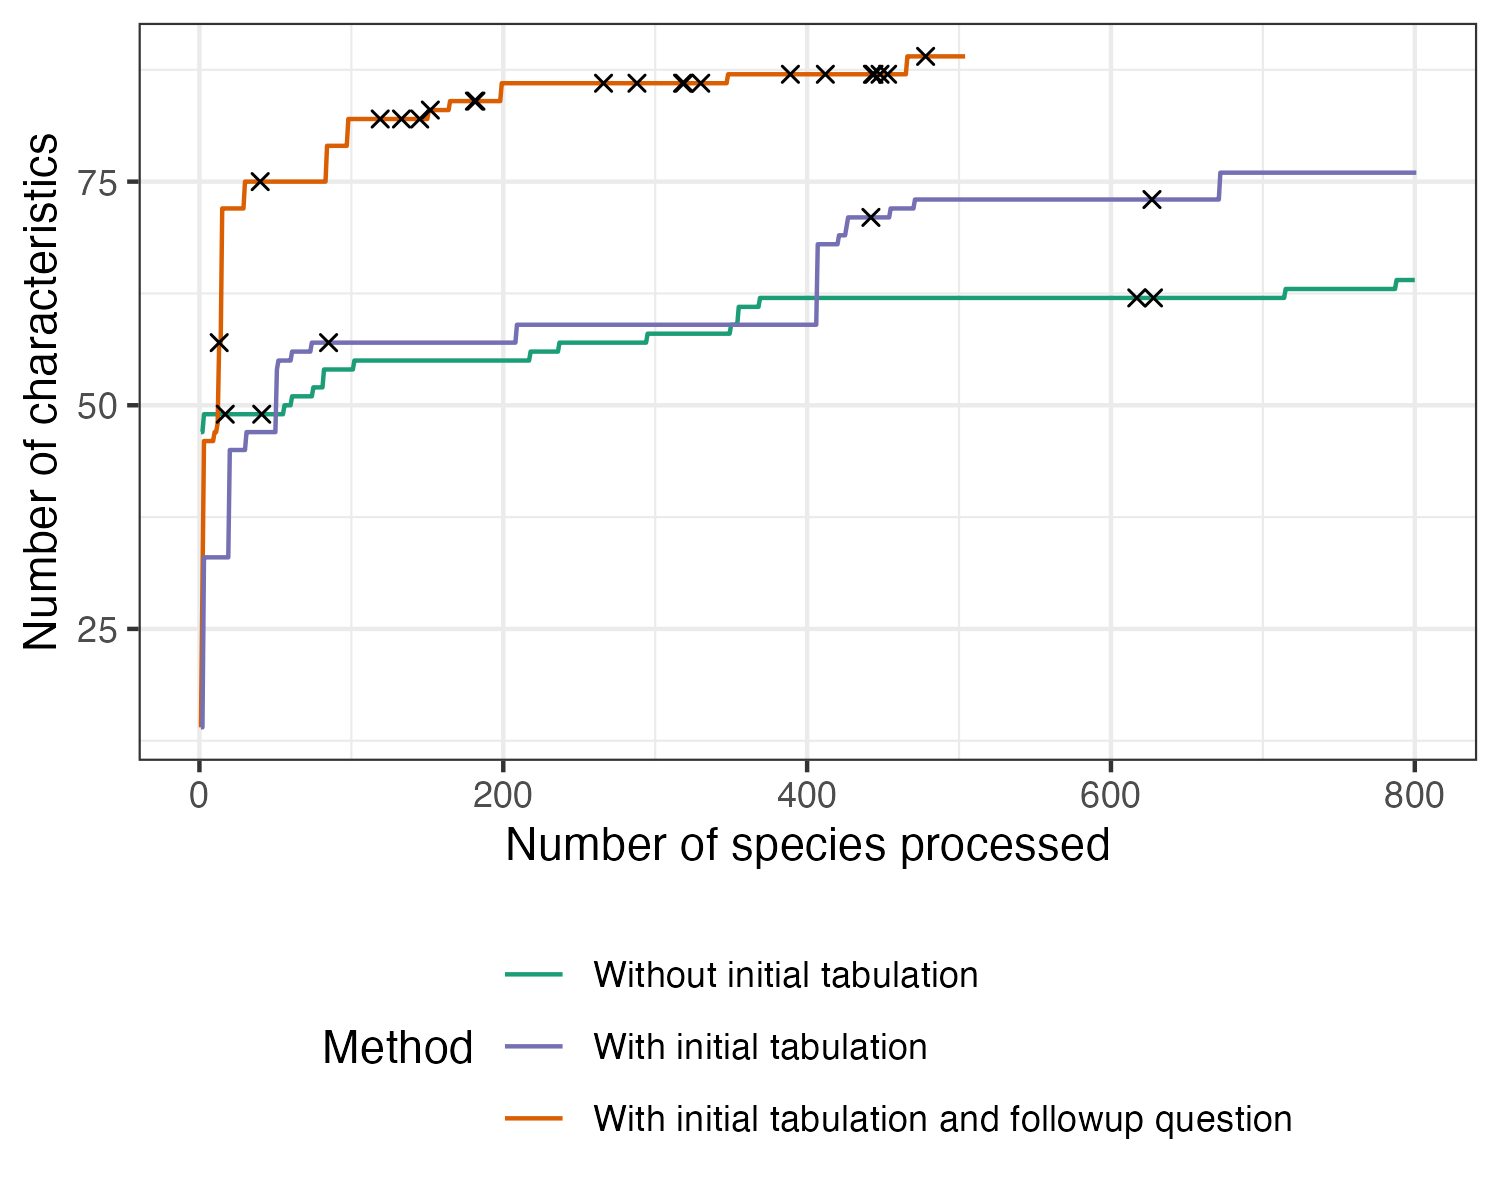 Number of characteristics
75
50
25
0 200 400 600 800
Number of species processed
Method
Without initial tabulation
With initial tabulation
With initial tabulation and followup question